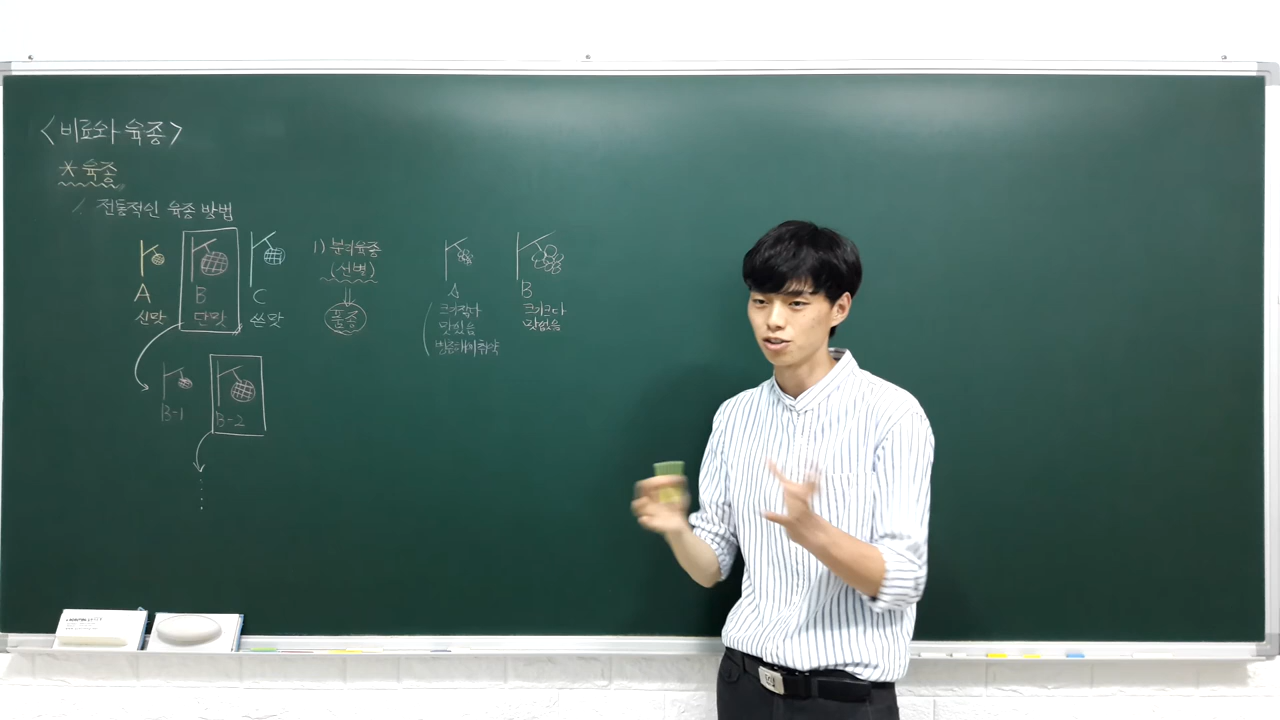 <비료와 육종>
* 육종
1. 전통적인 육종 방법
A
신맛
B
단맛
C
쓴맛
B-1
B-2
1) 분리육종
(선병)
품종
A
크기작다
맛있음
병충해에 취약
B
크기크다
맛없음